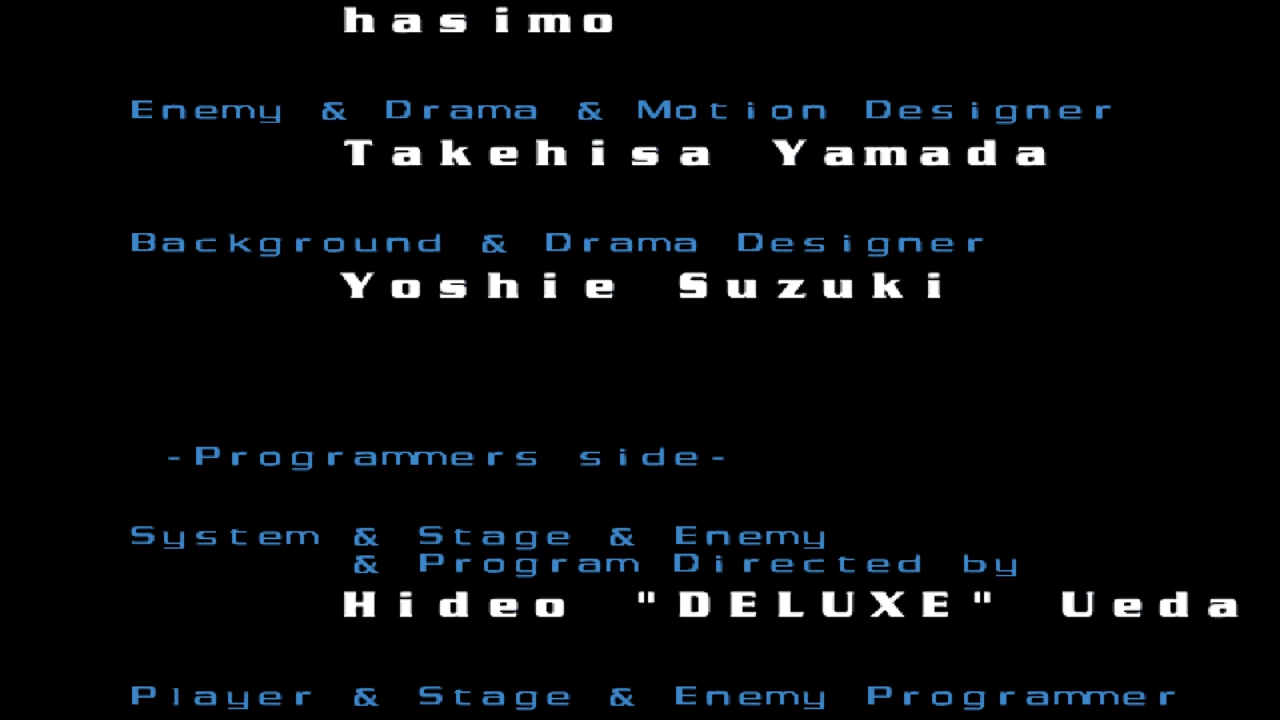 hasimo
Enemy & Drama & Motion Designer
Takehisa Yamada
Background & Drama Designer
Yoshie Suzuki
-Programmers side-
System & Stage & Enemy
& Program Directed by
Hideo "DELUXE" Ueda
Player & Stage & Enemy Programmer